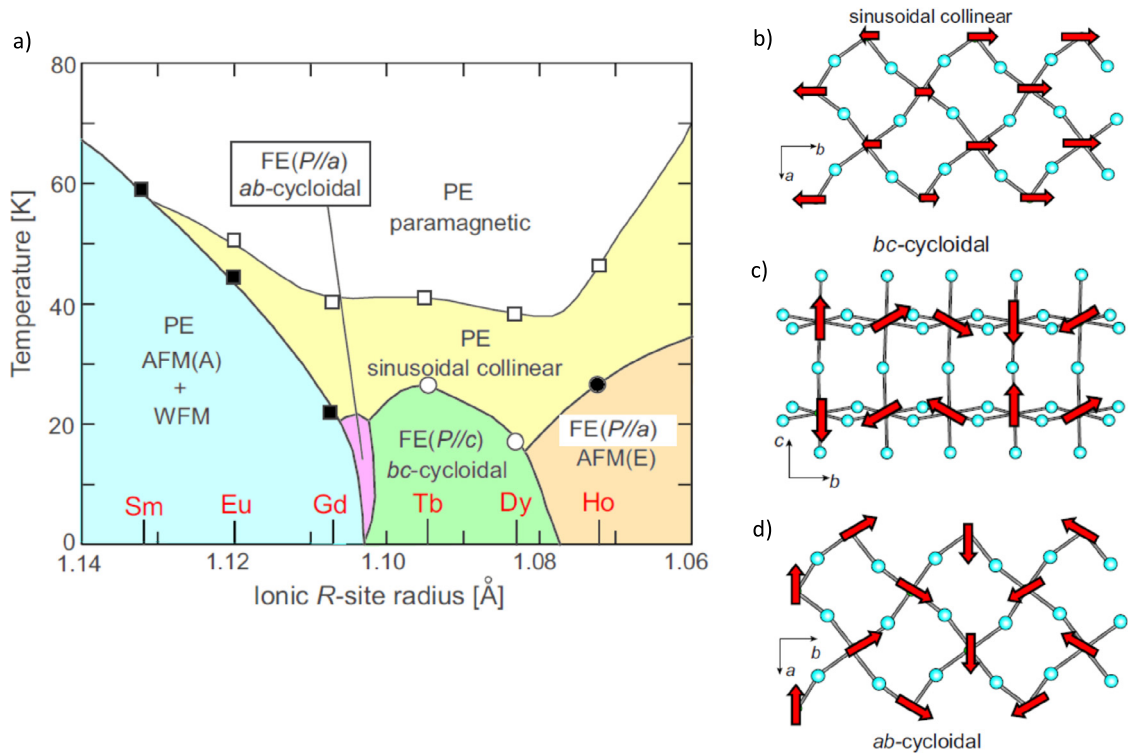 a)
80
60
40
20
0
Temperature [K]
FE(P//a)
ab-cycloidal
PE
paramagnetic
PE
AFM(A)
+
WFM
PE
sinusoidal collinear
FE(P//c)
bc-cycloidal
FE(P//a)
AFM(E)
Sm Eu Gd Tb Dy Ho
1.14 1.12 1.10 1.08 1.06
Ionic R-site radius [Å]
b)
sinusoidal collinear
b
a
bc-cycloidal
c)
c
b
d)
b
a
ab-cycloidal